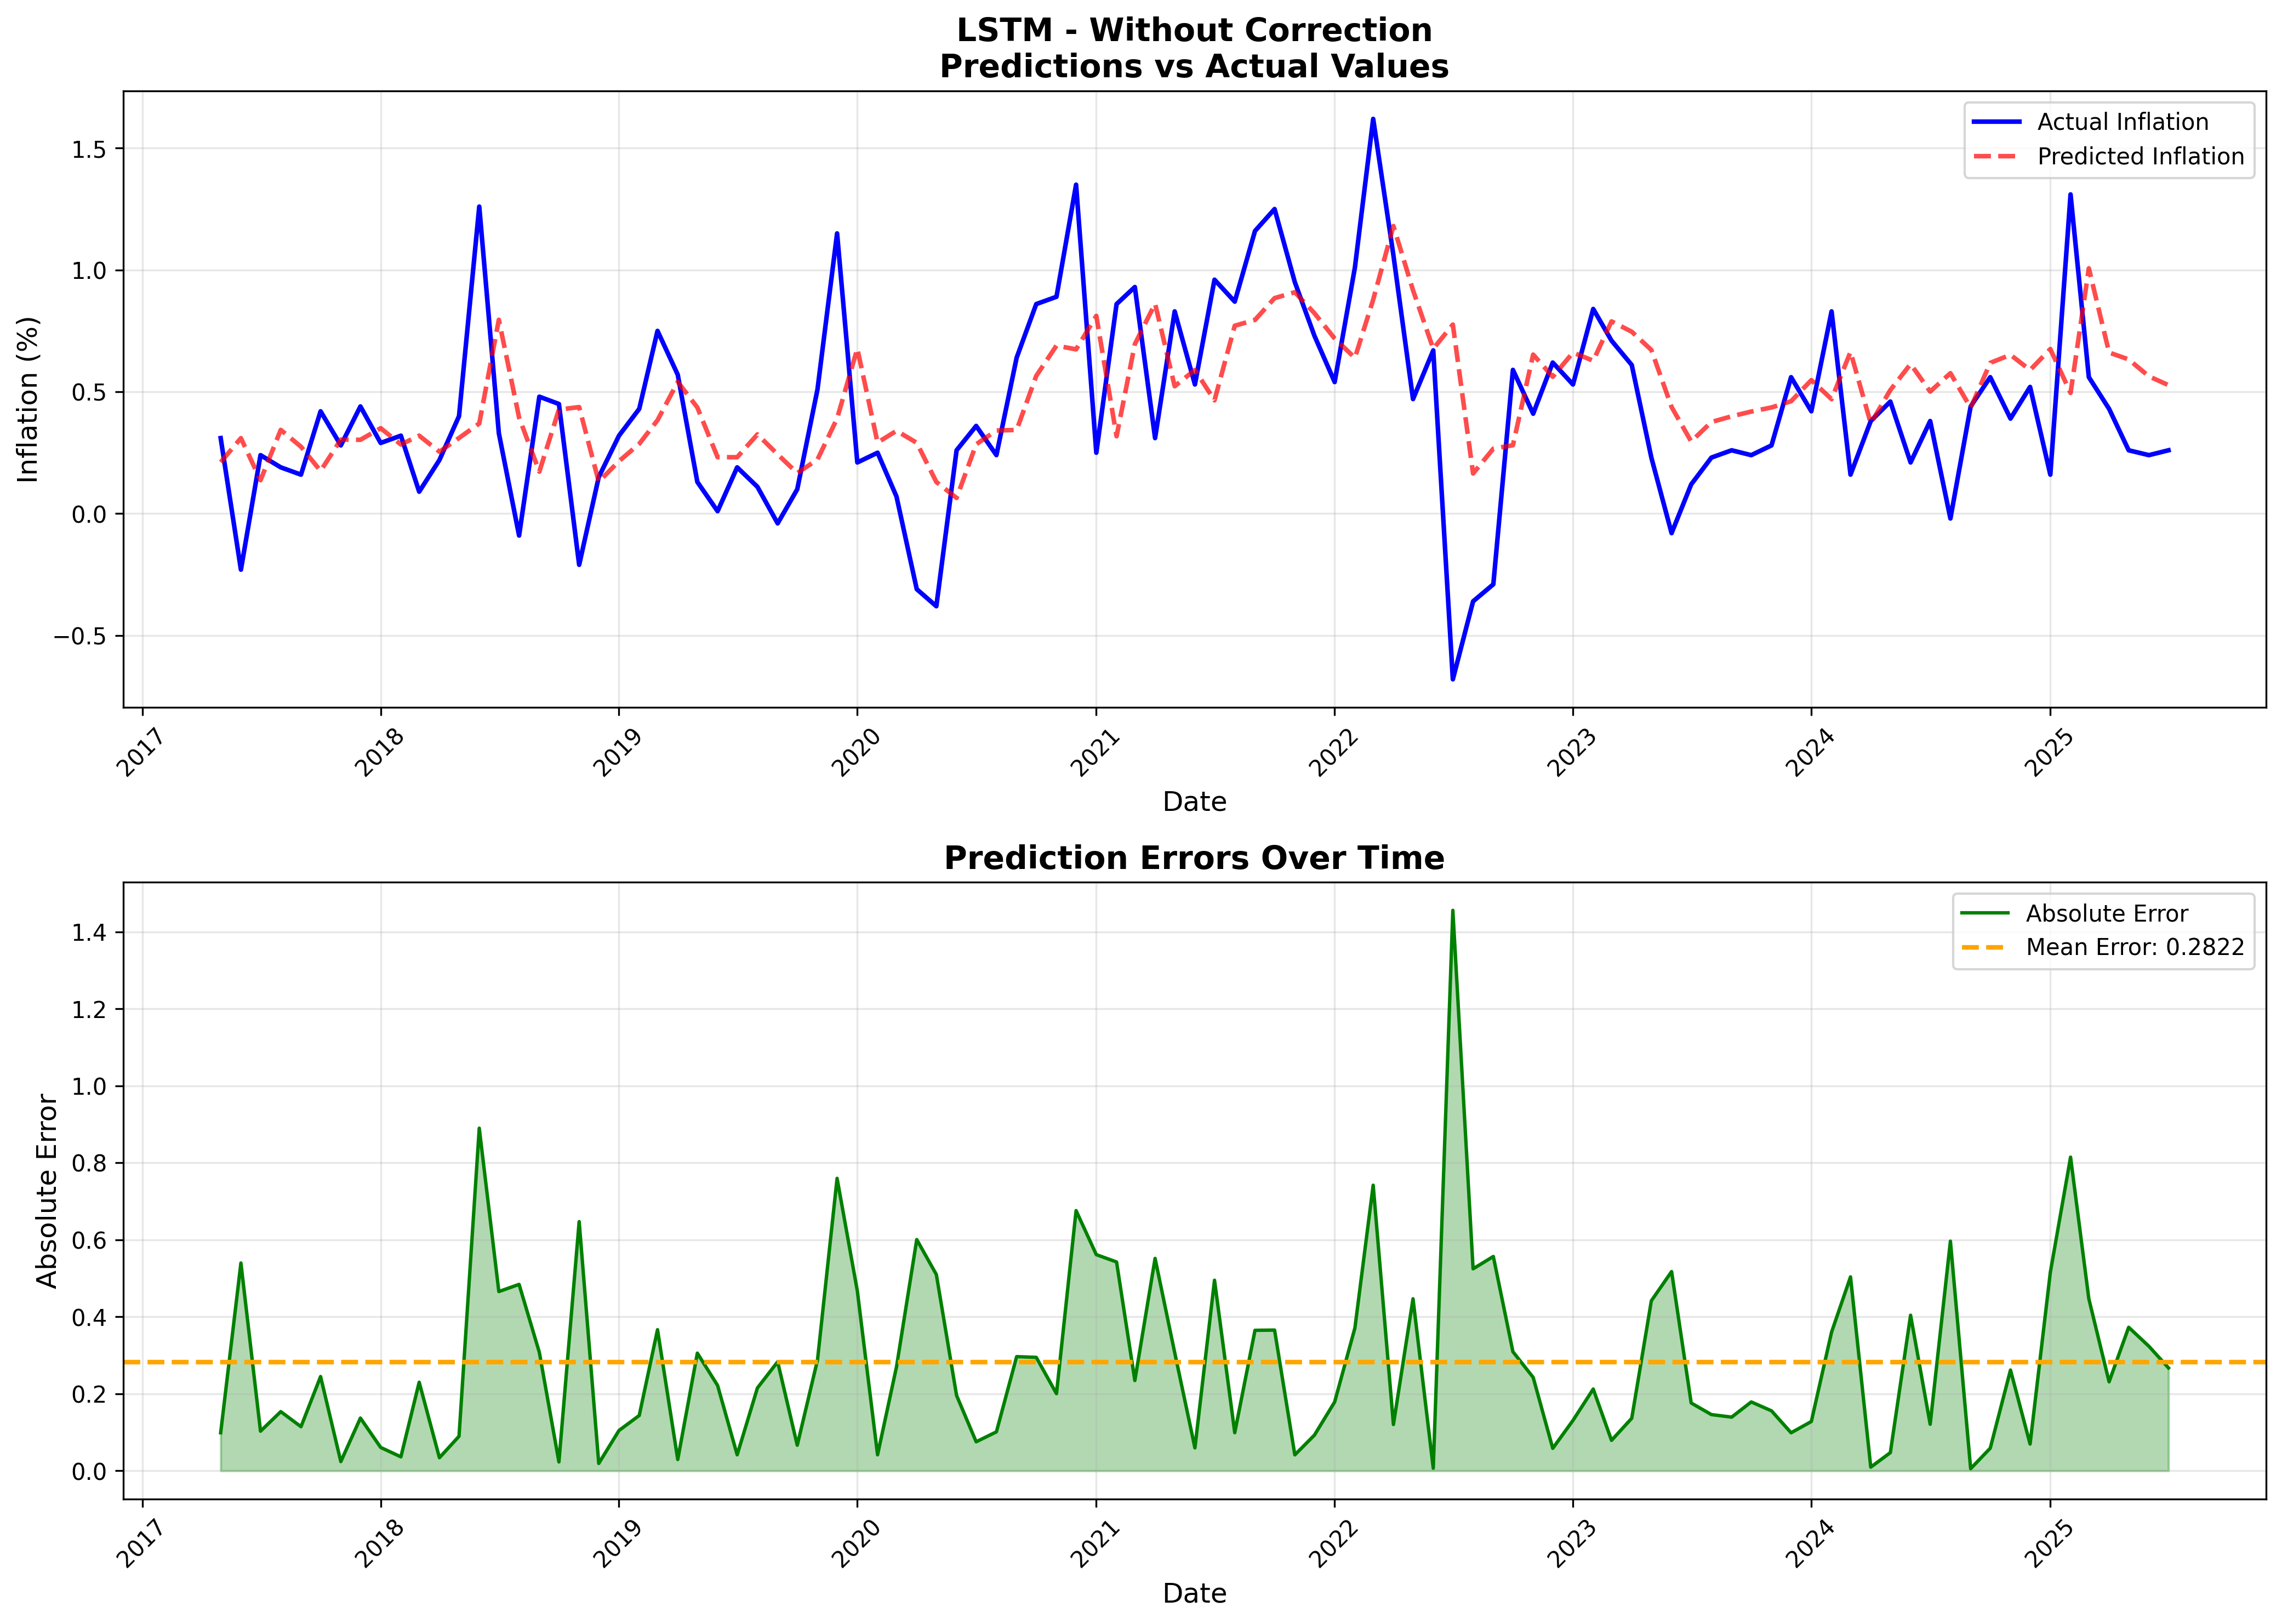 LSTM - Without Correction
Predictions vs Actual Values
Actual Inflation
Predicted Inflation
Inflation (%)
1.5
1.0
0.5
0.0
−0.5
2017
2018
2019
2020
2021
2022
2023
2024
2025
Date
Prediction Errors Over Time
Absolute Error
Mean Error: 0.2822
Absolute Error
1.4
1.2
1.0
0.8
0.6
0.4
0.2
0.0
2017
2018
2019
2020
2021
2022
2023
2024
2025
Date